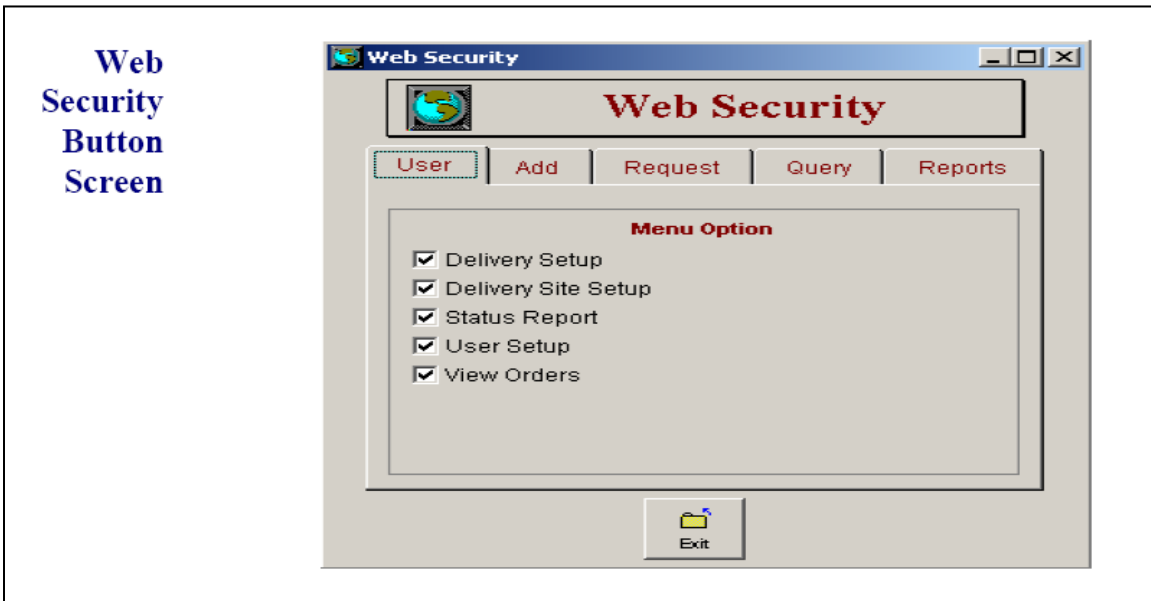 Web
Security
Button
Screen
Web Security
Web Security
User Add Request Query Reports
Menu Option
Delivery Setup
Delivery Site Setup
Status Report
User Setup
View Orders
Exit